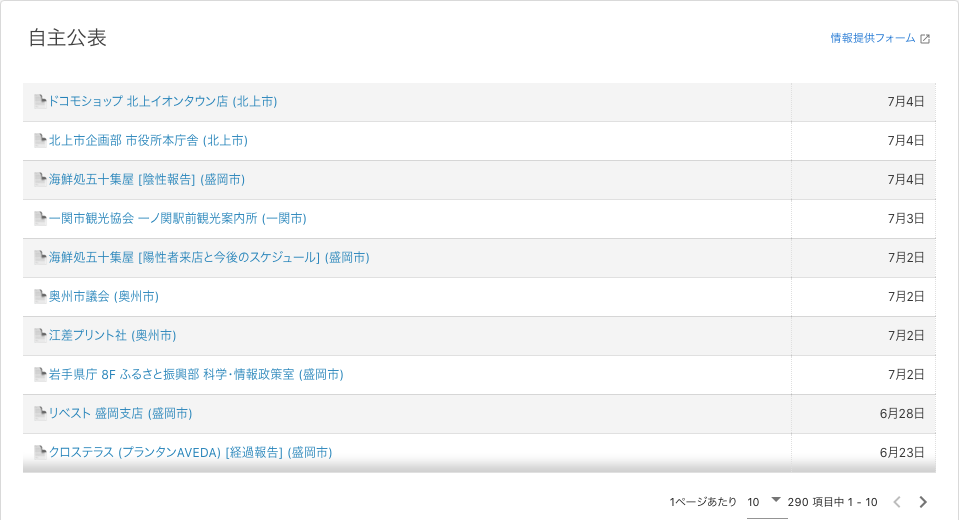 自主公表
情報提供フォーム
ドコモショップ 北上イオンタウン店 (北上市) 7月4日
北上市企画部 市役所本庁舎 (北上市) 7月4日
海鮮処五十集屋 [陰性報告] (盛岡市) 7月4日
一関市観光協会 一ノ関駅前観光案内所 (一関市) 7月3日
海鮮処五十集屋 [陽性者来店と今後のスケジュール] (盛岡市) 7月2日
奥州市議会 (奥州市) 7月2日
江差プリント社 (奥州市) 7月2日
岩手県庁 8F ふるさと振興部 科学・情報政策室 (盛岡市) 7月2日
リベスト 盛岡支店 (盛岡市) 6月28日
クロステラス (プランタンAVEDA) [経過報告] (盛岡市) 6月23日
1ページあたり 10 290 項目中 1 - 10